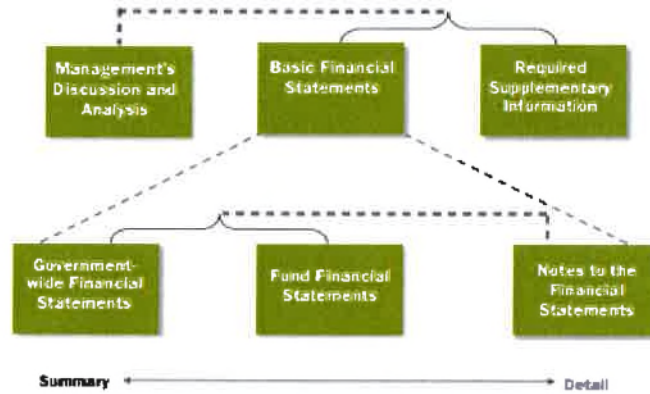 Management's
Discussion and
Analysis
Basic Financial
Statements
Required
Supplementary
Information
Government-
wide Financial
Statements
Fund Financial
Statements
Notes to the
Financial
Statements
Summary
Detail